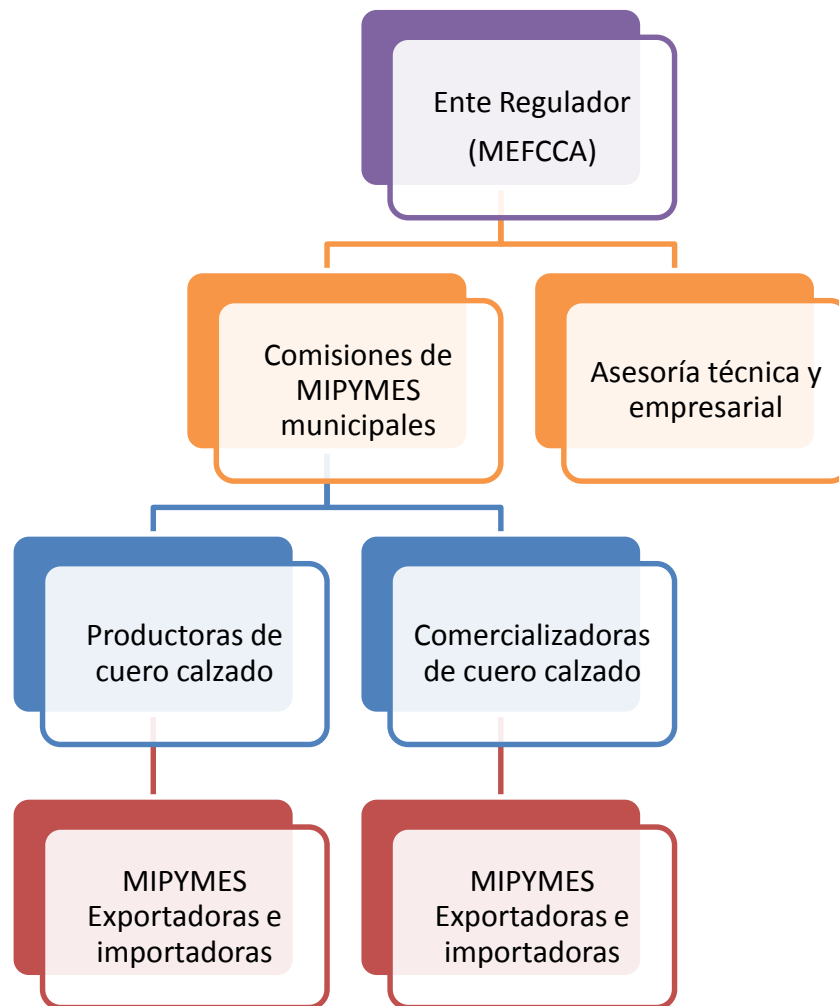 Ente Regulador
(MEFCCA)
Comisiones de
MIPYMES
municipales
Asesoría técnica y
empresarial
Productoras de
cuero calzado
Comercializadoras
de cuero calzado
MIPYMES
Exportadoras e
importadoras
MIPYMES
Exportadoras e
importadoras